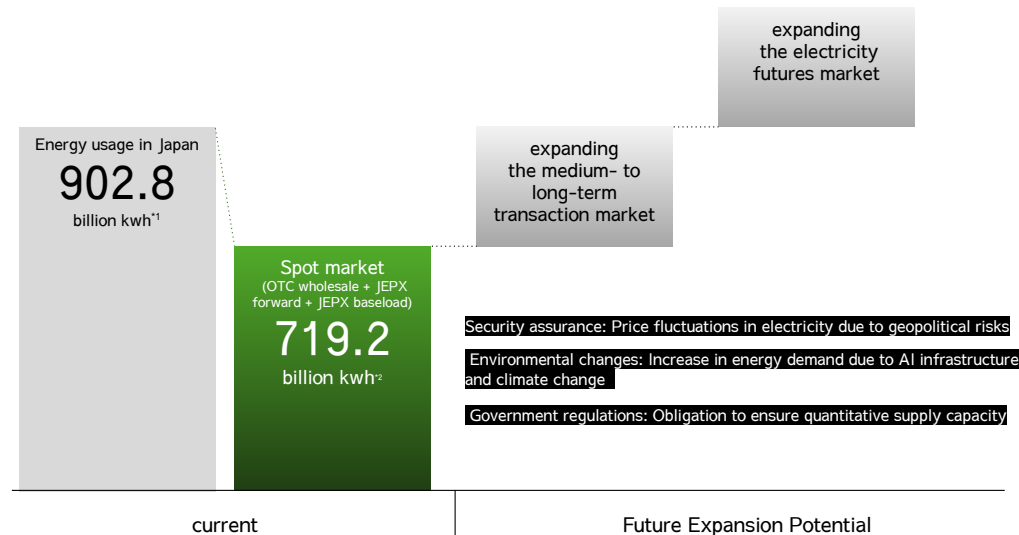 Energy usage in Japan
902.8
billion kwh*1
Spot market
(OTC wholesale + JEPX
forward + JEPX baseload)
719.2
billion kwh*2
expanding
the medium- to
long-term
transaction market
expanding
the electricity
futures market
Security assurance: Price fluctuations in electricity due to geopolitical risks
Environmental changes: Increase in energy demand due to AI infrastructure
and climate change
Government regulations: Obligation to ensure quantitative supply capacity
current
Future Expansion Potential